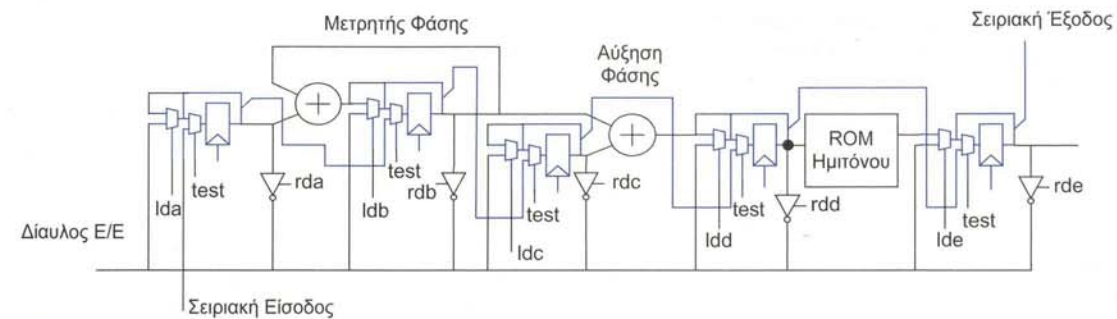 Σειριακή Έξοδος
Μετρητής Φάσης
Αύξηση
Φάσης
ROM
Ημιτόνου
lda
test
rda
ldb
test
rdb
ldc
test
rdc
ldd
test
rdd
lde
test
rde
Δίαυλος Ε/Ε
Σειριακή Είσοδος